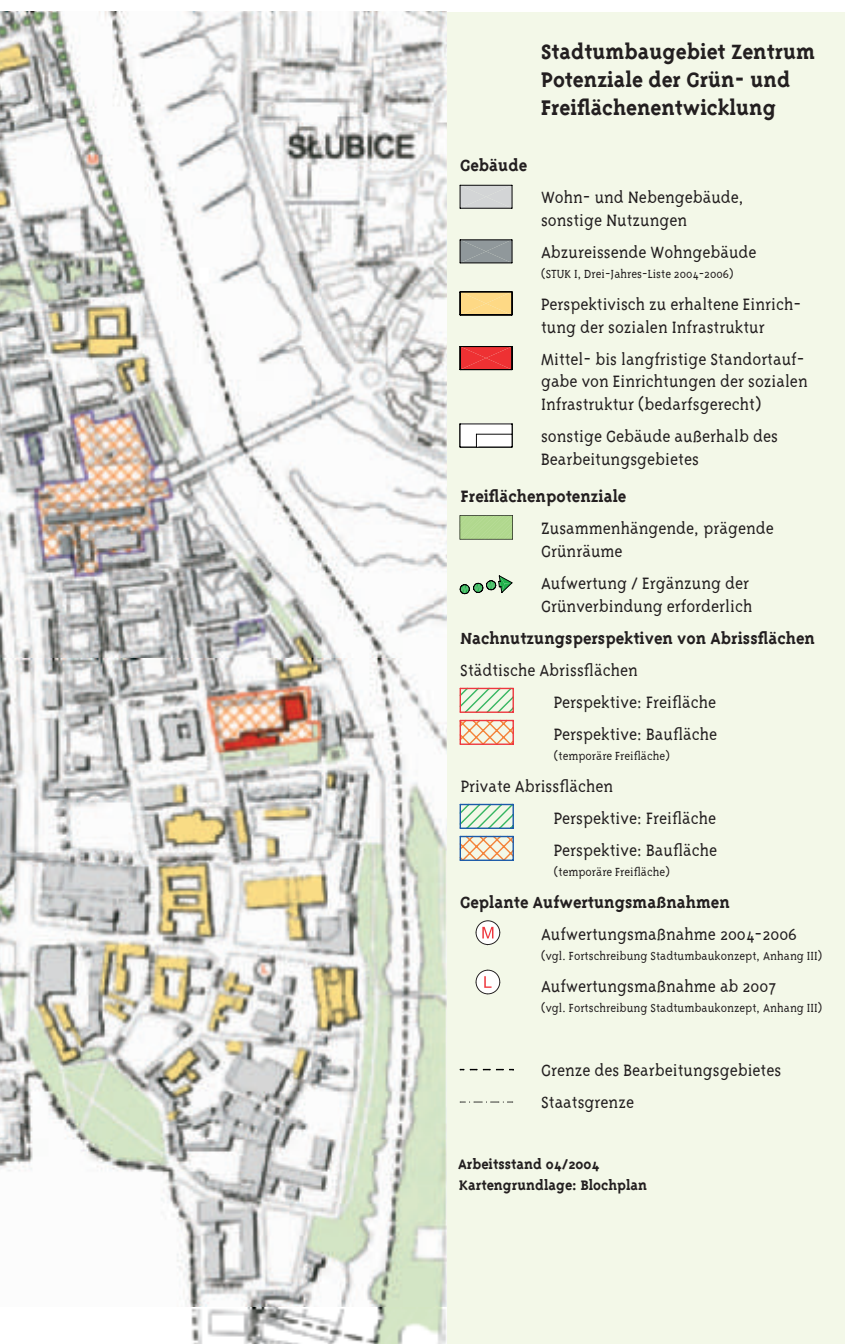 SŁUBICE
M
L
Stadtumbaugebiet Zentrum
Potenziale der Grün- und
Freiflächenentwicklung
Gebäude
Wohn- und Nebengebäude,
sonstige Nutzungen
Abzureissende Wohngebäude
(STUK I, Drei-Jahres-Liste 2004-2006)
Perspektivisch zu erhaltene Einrich-
tung der sozialen Infrastruktur
Mittel- bis langfristige Standortauf-
gabe von Einrichtungen der sozialen
Infrastruktur (bedarfsgerecht)
sonstige Gebäude außerhalb des
Bearbeitungsgebietes
Freiflächenpotenziale
Zusammenhängende, prägende
Grünräume
Aufwertung / Ergänzung der
Grünverbindung erforderlich
Nachnutzungsperspektiven von Abrissflächen
Städtische Abrissflächen
Perspektive: Freifläche
Perspektive: Baufläche
(temporäre Freifläche)
Private Abrissflächen
Perspektive: Freifläche
Perspektive: Baufläche
(temporäre Freifläche)
Geplante Aufwertungsmaßnahmen
M Aufwertungsmaßnahme 2004-2006
(vgl. Fortschreibung Stadtumbaukonzept, Anhang III)
L Aufwertungsmaßnahme ab 2007
(vgl. Fortschreibung Stadtumbaukonzept, Anhang III)
Grenze des Bearbeitungsgebietes
Staatsgrenze
Arbeitsstand 04/2004
Kartengrundlage: Blochplan